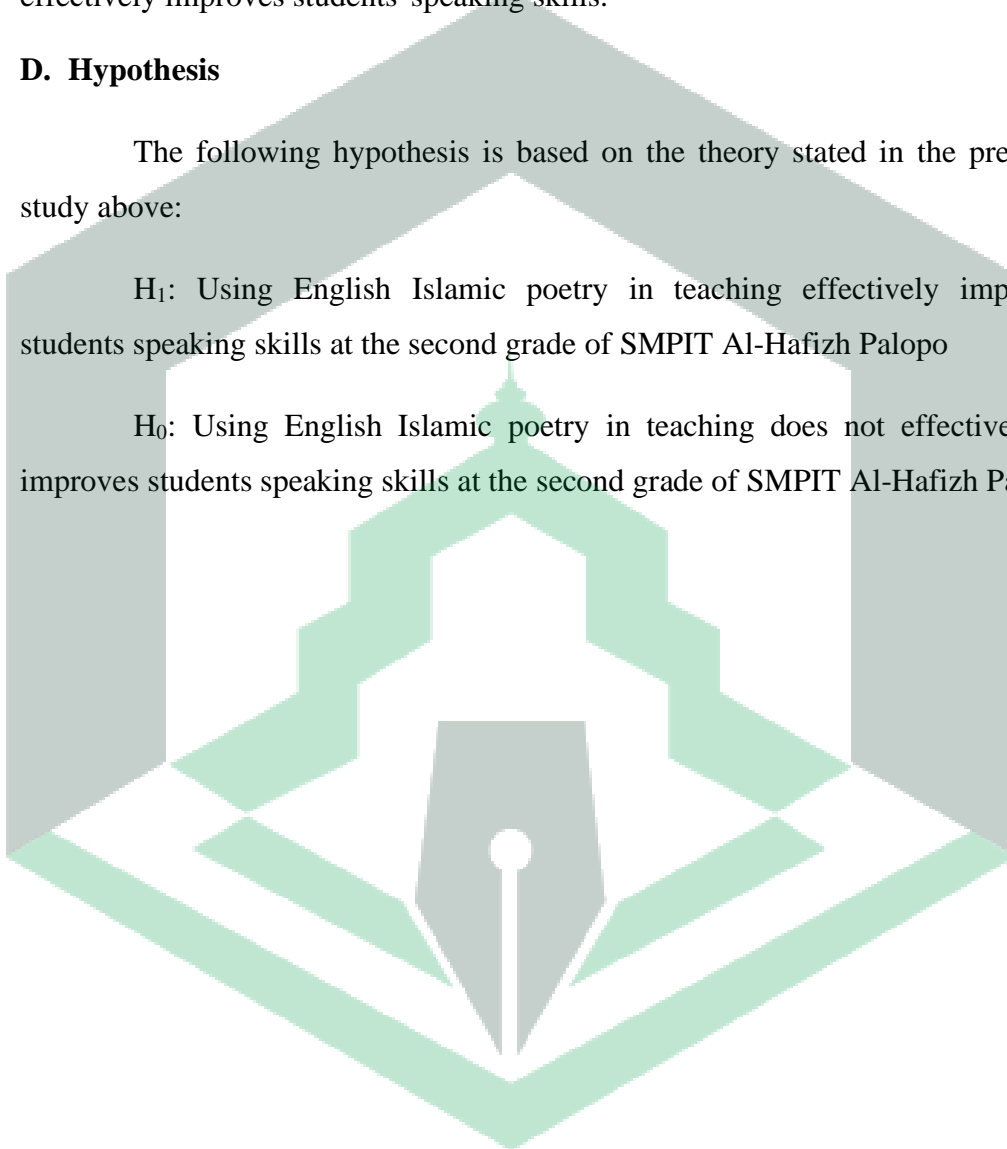 effectively improves students' speaking skills.
D. Hypothesis
The following hypothesis is based on the theory stated in the pre
study above:
H₁: Using English Islamic poetry in teaching effectively imp
students speaking skills at the second grade of SMPIT Al-Hafizh Palopo
H₀: Using English Islamic poetry in teaching does not effective
improves students speaking skills at the second grade of SMPIT Al-Hafizh Pa